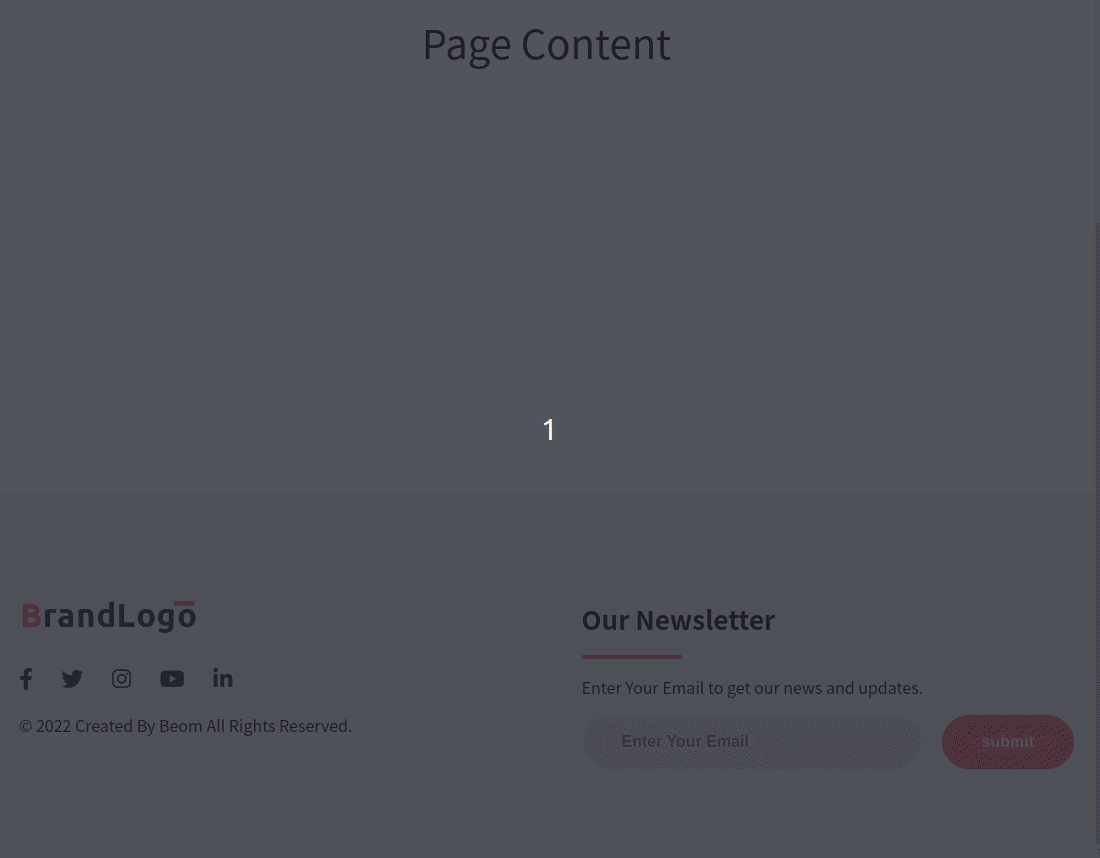 Page Content
1
BrandLogo
© 2022 Created By Beom All Rights Reserved.
Our Newsletter
Enter Your Email to get our news and updates.
Enter Your Email
submit